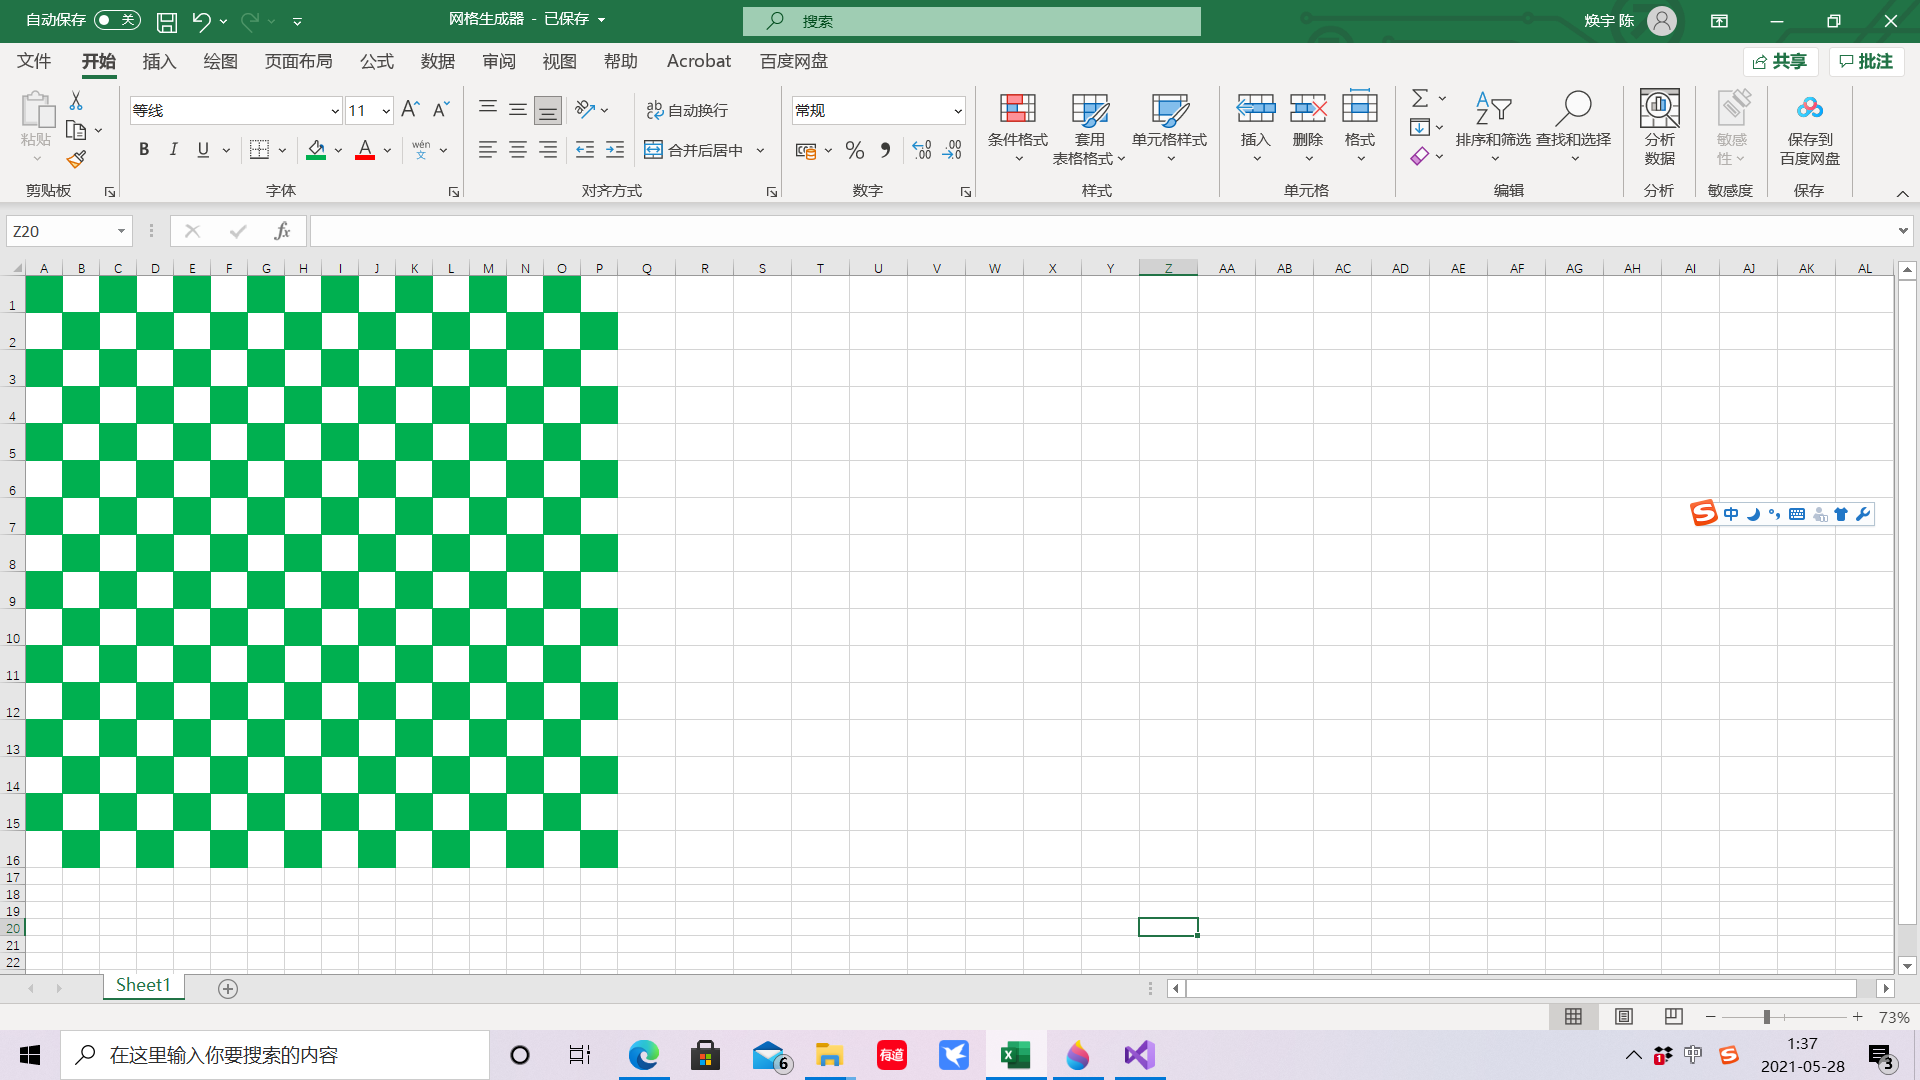 自动保存 关 网格生成器 - 已保存 搜索 焕宇 陈
文件 开始 插入 绘图 页面布局 公式 数据 审阅 视图 帮助 Acrobat 百度网盘 共享 批注
粘贴 等线 11 自动换行 常规 条件格式 套用 表格格式 单元格样式 插入 删除 格式 排序和筛选 查找和选择 分析 数据 敏感 性 保存到 百度网盘
B I U A wén 文 合并后居中 %
剪贴板 字体 对齐方式 数字 样式 单元格 编辑 分析 敏感度 保存
Z20 fx
A B C D E F G H I J K L M N O P Q R S T U V W X Y Z AA AB AC AD AE AF AG AH AI AJ AK AL
1
2
3
4
5
6
7
中
8
9
10
11
12
13
14
15
16
17
18
19
20
21
22
Sheet1
73%
在这里输入你要搜索的内容 6 有道 1 中 1:37
2021-05-28 3